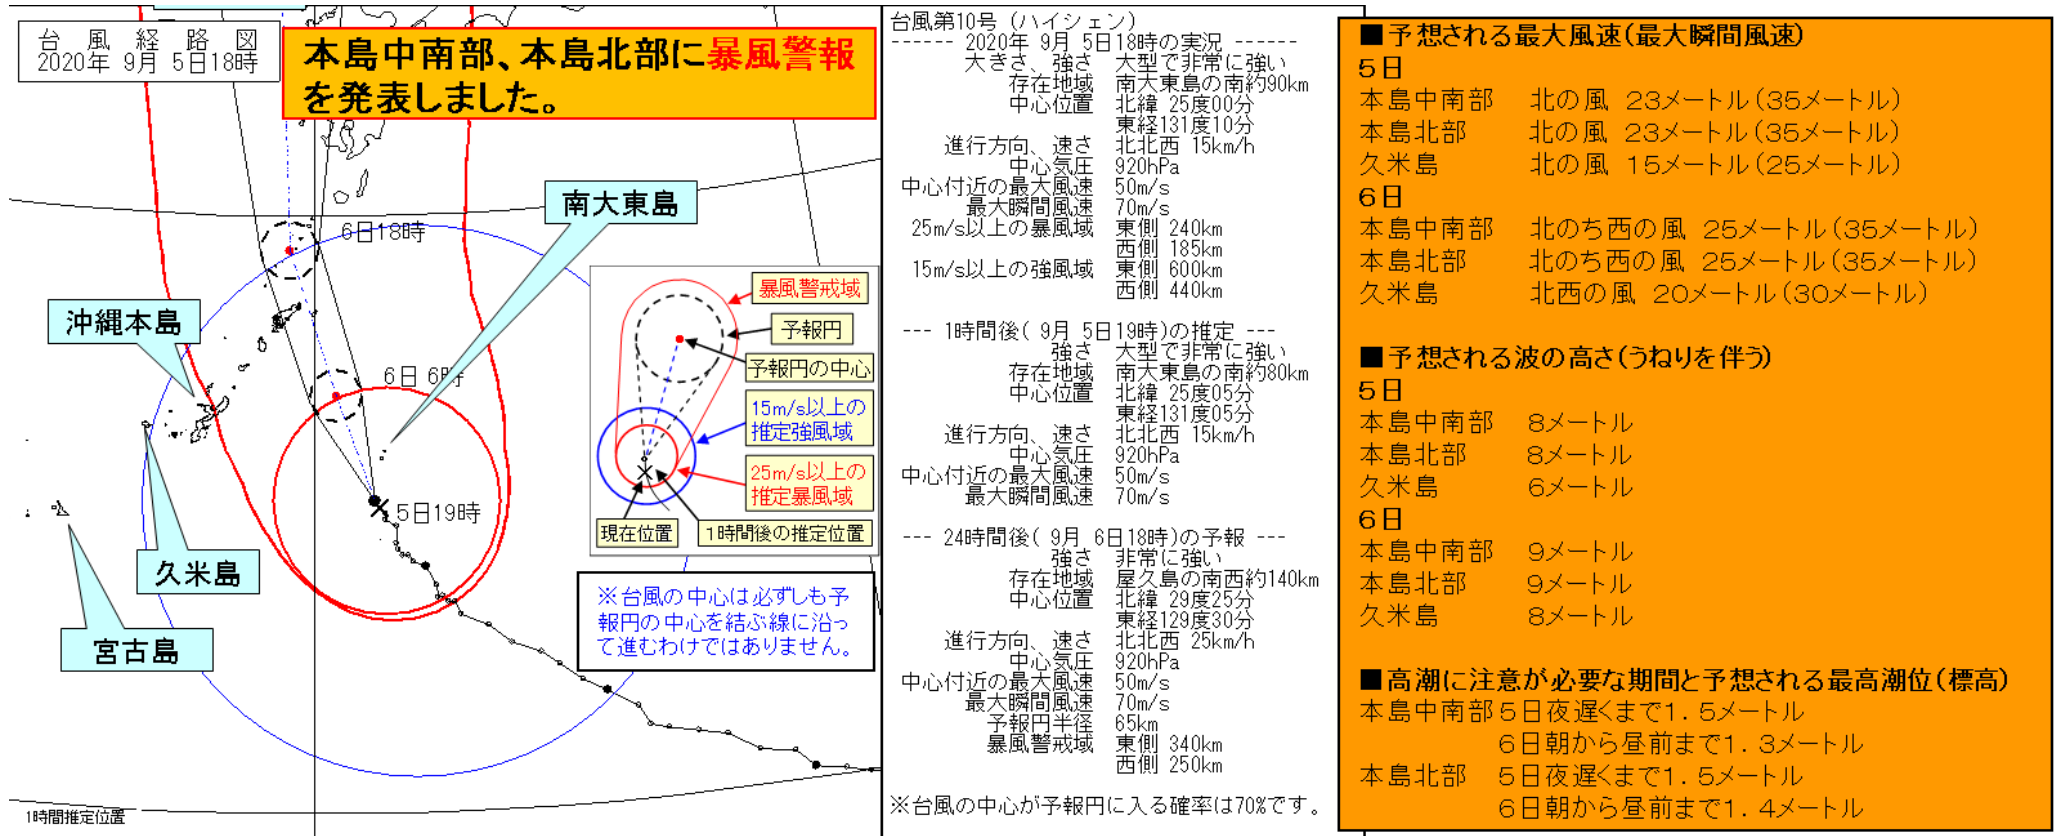 台風経路図
2020年 9月 5日18時
本島中南部、本島北部に暴風警報
を発表しました。
南大東島
6日18時
沖縄本島
6日 6時
5日19時
久米島
宮古島
暴風警戒域
予報円
予報円の中心
15m/s以上の
推定強風域
25m/s以上の
推定暴風域
現在位置
1時間後の推定位置
※台風の中心は必ずしも予
報円の中心を結ぶ線に沿っ
て進むわけではありません。
1時間推定位置
台風第10号 (ハイシェン)
------ 2020年 9月 5日18時の実況 ------
大きさ、強さ 大型で非常に強い
存在地域 南大東島の南約90km
中心位置 北緯 25度00分
東経131度10分
進行方向、速さ 北北西 15km/h
中心気圧 920hPa
中心付近の最大風速 50m/s
最大瞬間風速 70m/s
25m/s以上の暴風域 東側 240km
西側 185km
15m/s以上の強風域 東側 600km
西側 440km
--- 1時間後( 9月 5日19時)の推定 ---
強さ 大型で非常に強い
存在地域 南大東島の南約80km
中心位置 北緯 25度05分
東経131度05分
進行方向、速さ 北北西 15km/h
中心気圧 920hPa
中心付近の最大風速 50m/s
最大瞬間風速 70m/s
--- 24時間後( 9月 6日18時)の予報 ---
強さ 非常に強い
存在地域 屋久島の南西約140km
中心位置 北緯 29度25分
東経129度30分
進行方向、速さ 北北西 25km/h
中心気圧 920hPa
中心付近の最大風速 50m/s
最大瞬間風速 70m/s
予報円半径 65km
暴風警戒域 東側 340km
西側 250km
※台風の中心が予報円に入る確率は70%です。
■予想される最大風速(最大瞬間風速)
5日
本島中南部 北の風 23メートル(35メートル)
本島北部 北の風 23メートル(35メートル)
久米島 北の風 15メートル(25メートル)
6日
本島中南部 北のち西の風 25メートル(35メートル)
本島北部 北のち西の風 25メートル(35メートル)
久米島 北西の風 20メートル(30メートル)
■予想される波の高さ(うねりを伴う)
5日
本島中南部 8メートル
本島北部 8メートル
久米島 6メートル
6日
本島中南部 9メートル
本島北部 9メートル
久米島 8メートル
■高潮に注意が必要な期間と予想される最高潮位(標高)
本島中南部 5日夜遅くまで1.5メートル
6日朝から昼前まで1.3メートル
本島北部 5日夜遅くまで1.5メートル
6日朝から昼前まで1.4メートル